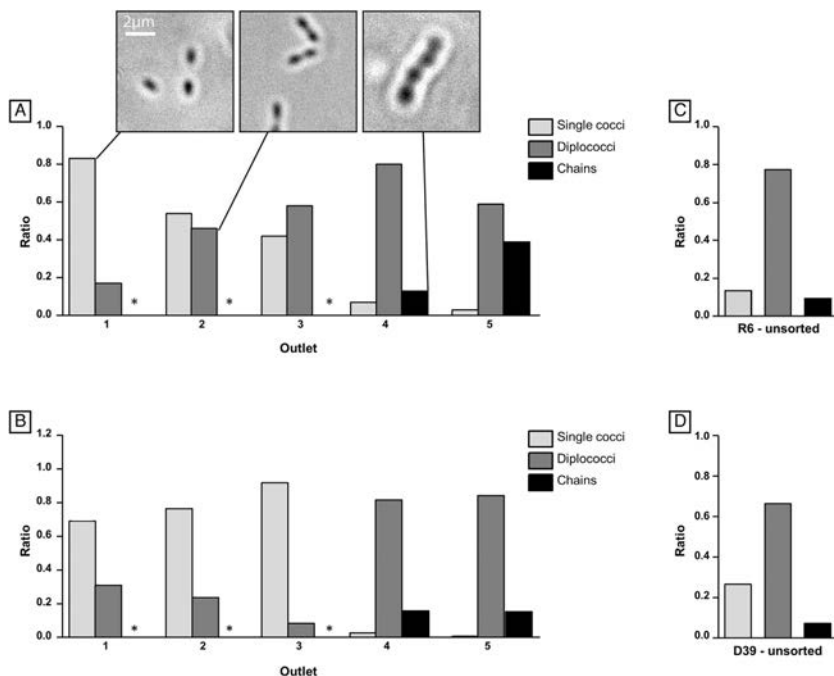 2μm
A
Single cocci
Diplococci
Chains
1.0
0.8
0.6
0.4
0.2
0.0
Ratio
* * *
1 2 3 4 5
Outlet
C
1.0
0.8
0.6
0.4
0.2
0.0
Ratio
R6 - unsorted
B
Single cocci
Diplococci
Chains
1.2
1.0
0.8
0.6
0.4
0.2
0.0
Ratio
* * *
1 2 3 4 5
Outlet
D
1.0
0.8
0.6
0.4
0.2
0.0
Ratio
D39 - unsorted